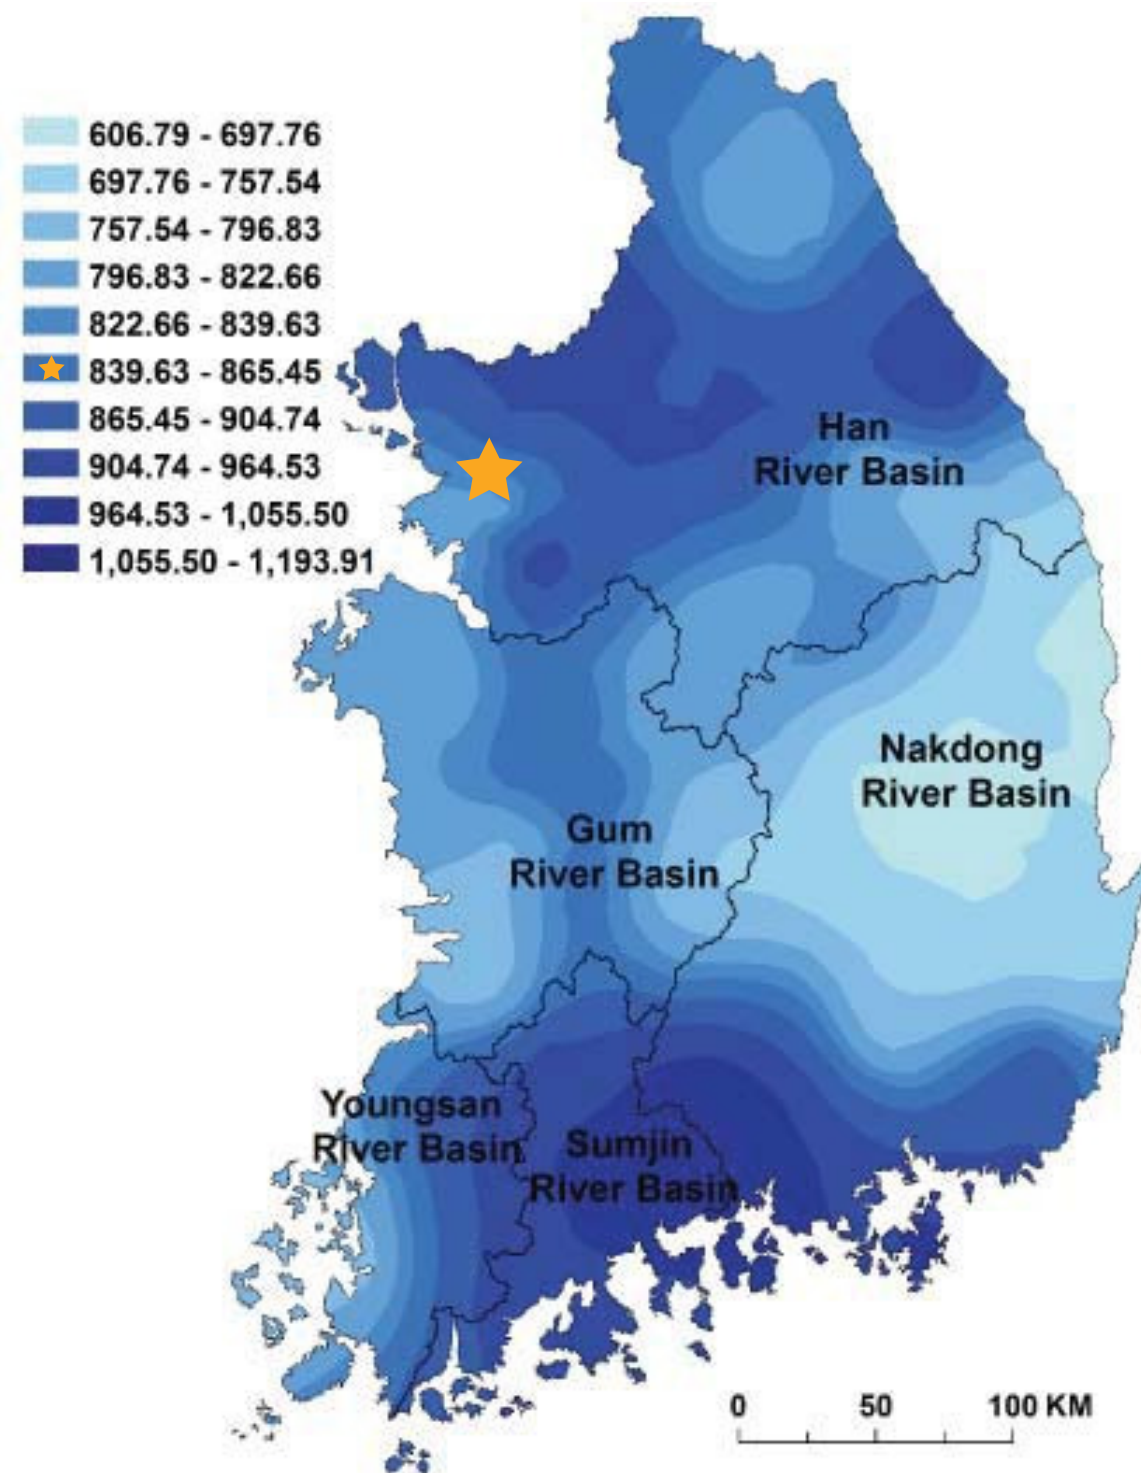 606.79 - 697.76
697.76 - 757.54
757.54 - 796.83
796.83 - 822.66
822.66 - 839.63
839.63 - 865.45
865.45 - 904.74
904.74 - 964.53
964.53 - 1,055.50
1,055.50 - 1,193.91
Han
River Basin
Nakdong
River Basin
Gum
River Basin
Youngsan
River Basin
Sumjin
River Basin
0 50 100 KM